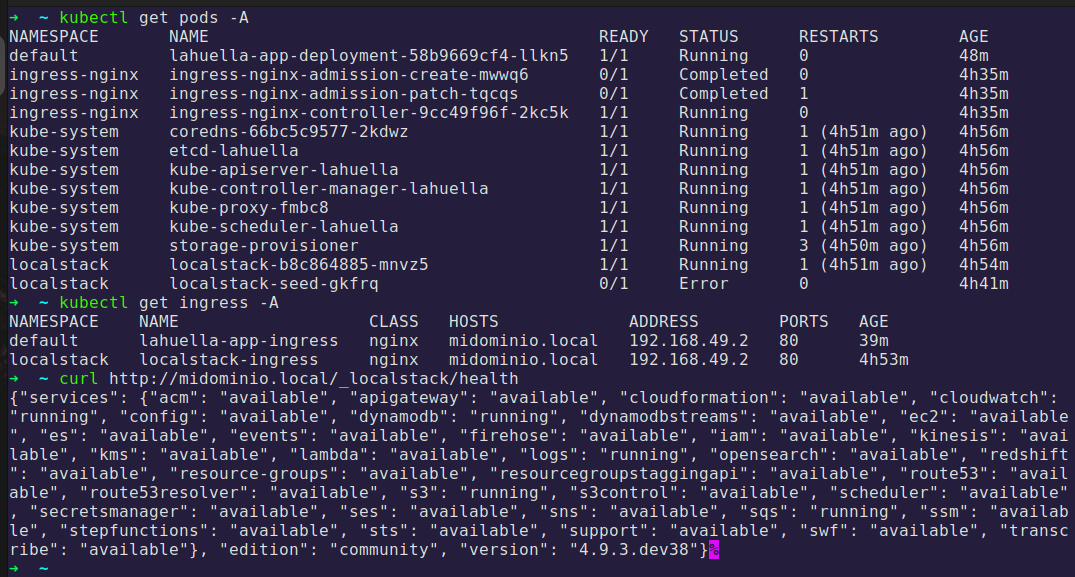 →  ~ kubectl get pods -A
NAMESPACE       NAME                                       READY   STATUS      RESTARTS        AGE
default         lahuella-app-deployment-58b9669cf4-llkn5   1/1     Running     0               48m
ingress-nginx   ingress-nginx-admission-create-mwwq6       0/1     Completed   0               4h35m
ingress-nginx   ingress-nginx-admission-patch-tqcqs        0/1     Completed   1               4h35m
ingress-nginx   ingress-nginx-controller-9cc49f96f-2kc5k   1/1     Running     0               4h35m
kube-system     coredns-66bc5c9577-2kdwz                   1/1     Running     1 (4h51m ago)   4h56m
kube-system     etcd-lahuella                              1/1     Running     1 (4h51m ago)   4h56m
kube-system     kube-apiserver-lahuella                    1/1     Running     1 (4h51m ago)   4h56m
kube-system     kube-controller-manager-lahuella           1/1     Running     1 (4h51m ago)   4h56m
kube-system     kube-proxy-fmbc8                           1/1     Running     1 (4h51m ago)   4h56m
kube-system     kube-scheduler-lahuella                    1/1     Running     1 (4h51m ago)   4h56m
kube-system     storage-provisioner                        1/1     Running     3 (4h50m ago)   4h56m
localstack      localstack-b8c864885-mnvz5                 1/1     Running     1 (4h51m ago)   4h54m
localstack      localstack-seed-gkfrq                      0/1     Error       0               4h41m
→  ~ kubectl get ingress -A
NAMESPACE    NAME                   CLASS   HOSTS             ADDRESS        PORTS   AGE
default      lahuella-app-ingress   nginx   midominio.local   192.168.49.2   80      39m
localstack   localstack-ingress     nginx   midominio.local   192.168.49.2   80      4h53m
→  ~ curl http://midominio.local/_localstack/health
{"services": {"acm": "available", "apigateway": "available", "cloudformation": "available", "cloudwatch":
"running", "config": "available", "dynamodb": "running", "dynamodbstreams": "available", "ec2": "available
", "es": "available", "events": "available", "firehose": "available", "iam": "available", "kinesis": "avai
lable", "kms": "available", "lambda": "available", "logs": "running", "opensearch": "available", "redshift
": "available", "resource-groups": "available", "resourcegroupstaggingapi": "available", "route53": "avail
able", "route53resolver": "available", "s3": "running", "s3control": "available", "scheduler": "available"
, "secretsmanager": "available", "ses": "available", "sns": "available", "sqs": "running", "ssm": "availab
le", "stepfunctions": "available", "sts": "available", "support": "available", "swf": "available", "transc
ribe": "available"}, "edition": "community", "version": "4.9.3.dev38"}%
→  ~